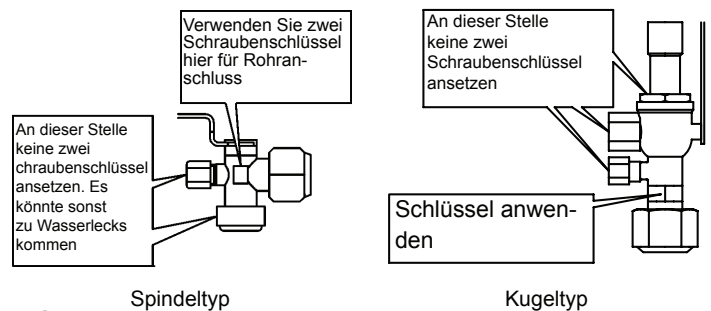 Verwenden Sie zwei
Schraubenschlüssel
hier für Rohran-
schluss
An dieser Stelle
keine zwei
chraubenschlüssel
ansetzen. Es
könnte sonst
zu Wasserlecks
kommen
Spindeltyp
An dieser Stelle
keine zwei
Schraubenschlüssel
ansetzen
Schlüssel anwen-
den
Kugeltyp